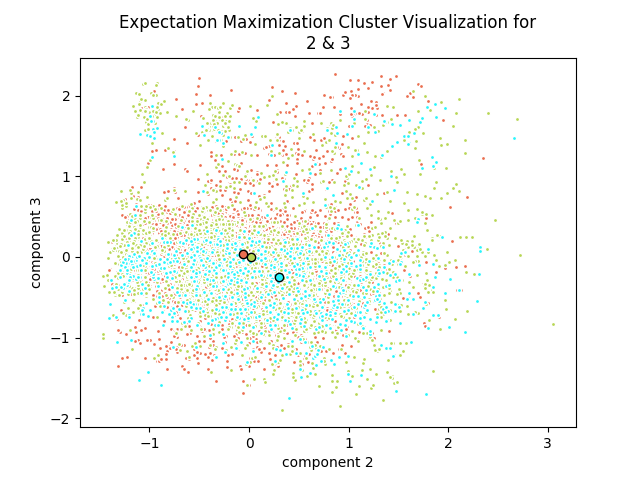 Expectation Maximization Cluster Visualization for
2 & 3
component 3
2
1
0
−1
−2
−1
0
1
2
3
component 2